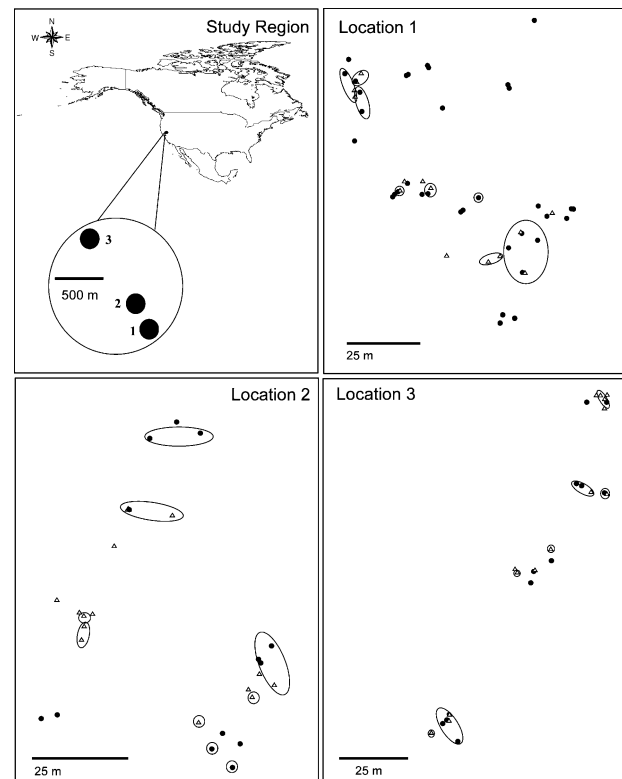 Study Region
N
W E
S
3
500 m
2
1
Location 1
25 m
Location 2
25 m
Location 3
25 m